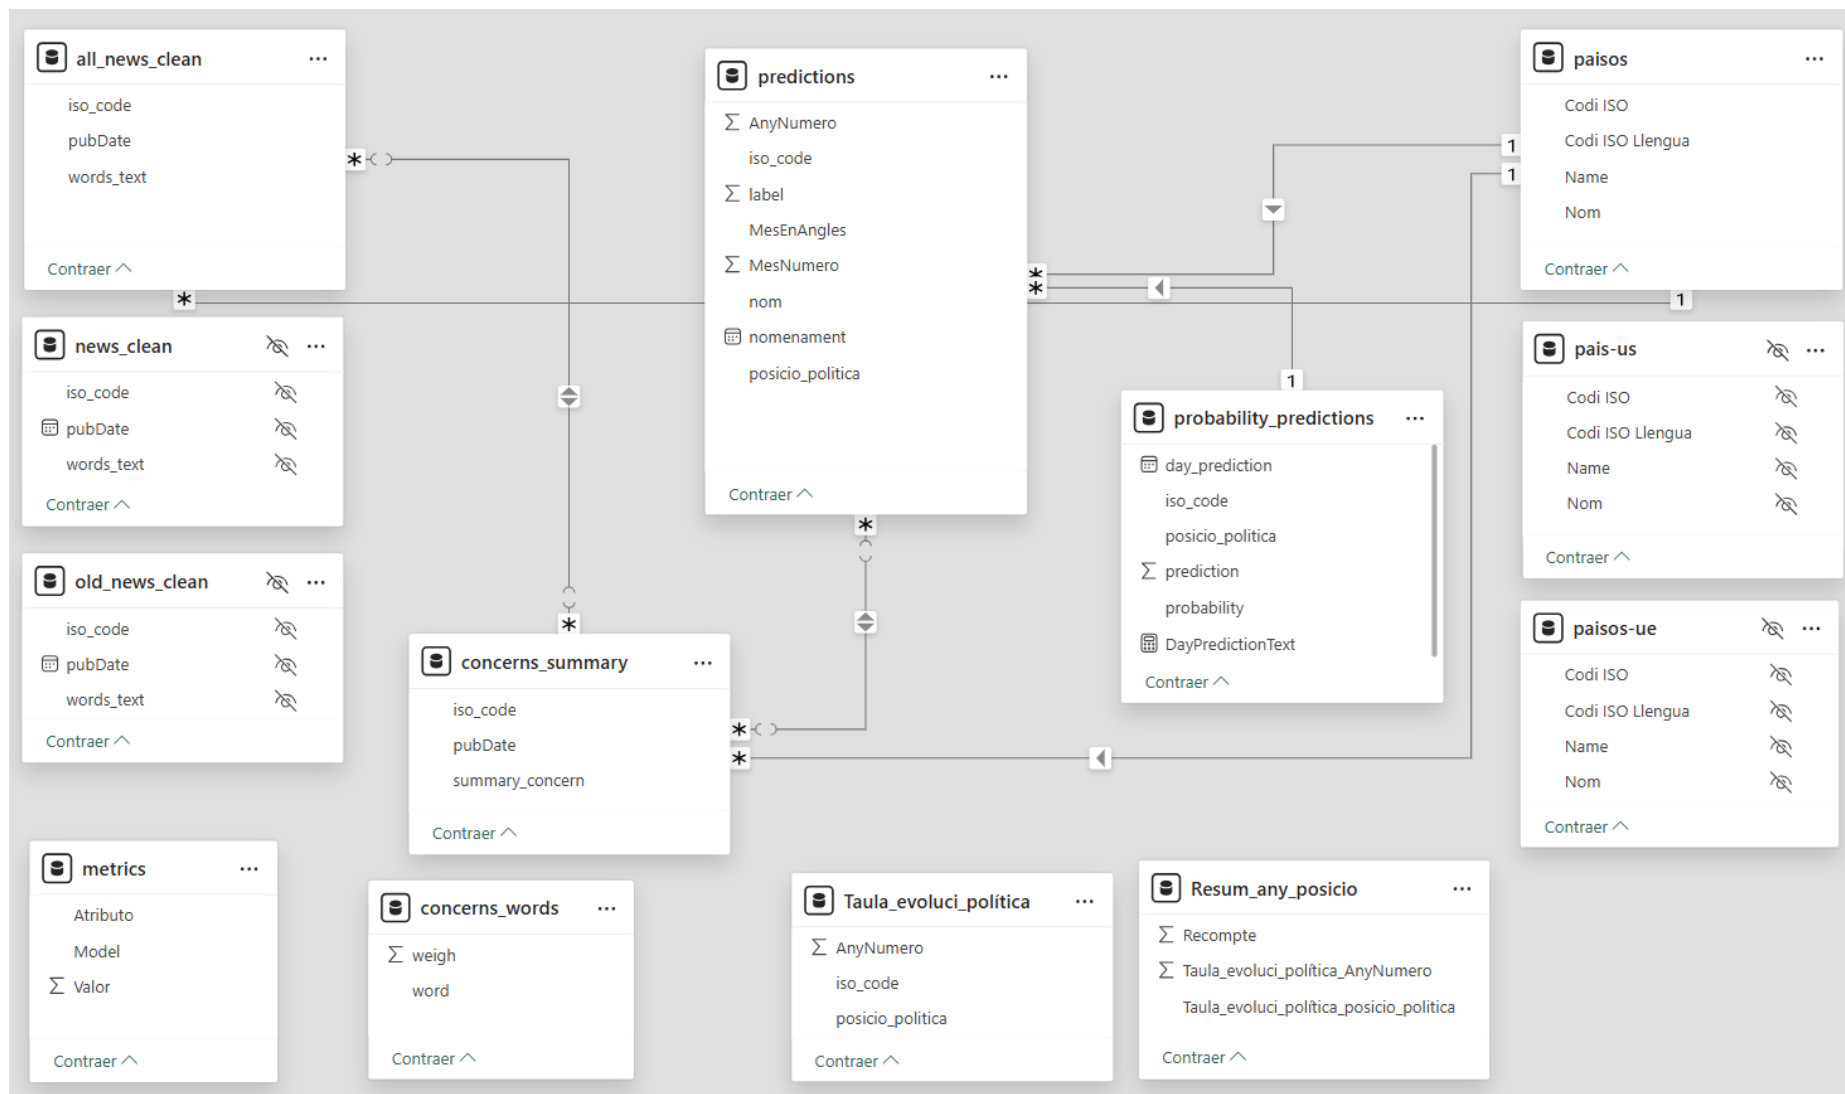 all_news_clean
iso_code
pubDate
words_text
Contraer
*
*
news_clean
iso_code
pubDate
words_text
Contraer
old_news_clean
iso_code
pubDate
words_text
Contraer
predictions
AnyNumero
iso_code
label
MesEnAngles
MesNumero
nom
nomenament
posicio_politica
Contraer
*
*
*
paisos
Codi ISO
Codi ISO Llengua
Name
Nom
Contraer
1
1
1
pais-us
Codi ISO
Codi ISO Llengua
Name
Nom
Contraer
paisos-ue
Codi ISO
Codi ISO Llengua
Name
Nom
Contraer
1
probability_predictions
day_prediction
iso_code
posicio_politica
prediction
probability
DayPredictionText
Contraer
*
concerns_summary
iso_code
pubDate
summary_concern
Contraer
*
*
metrics
Atributo
Model
Valor
Contraer
concerns_words
weigh
word
Contraer
Taula_evoluci_política
AnyNumero
iso_code
posicio_politica
Contraer
Resum_any_posicio
Recompte
Taula_evoluci_política_AnyNumero
Taula_evoluci_política_posicio_politica
Contraer